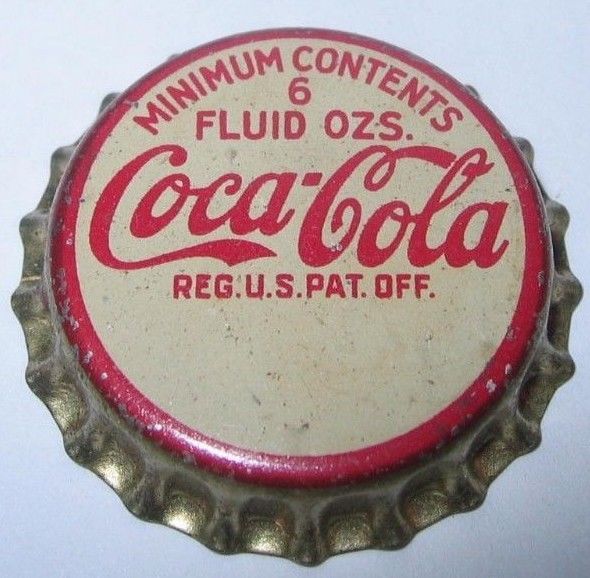 MINIMUM CONTENTS
6
FLUID OZS.
Coca-Cola
REG.U.S.PAT.OFF.